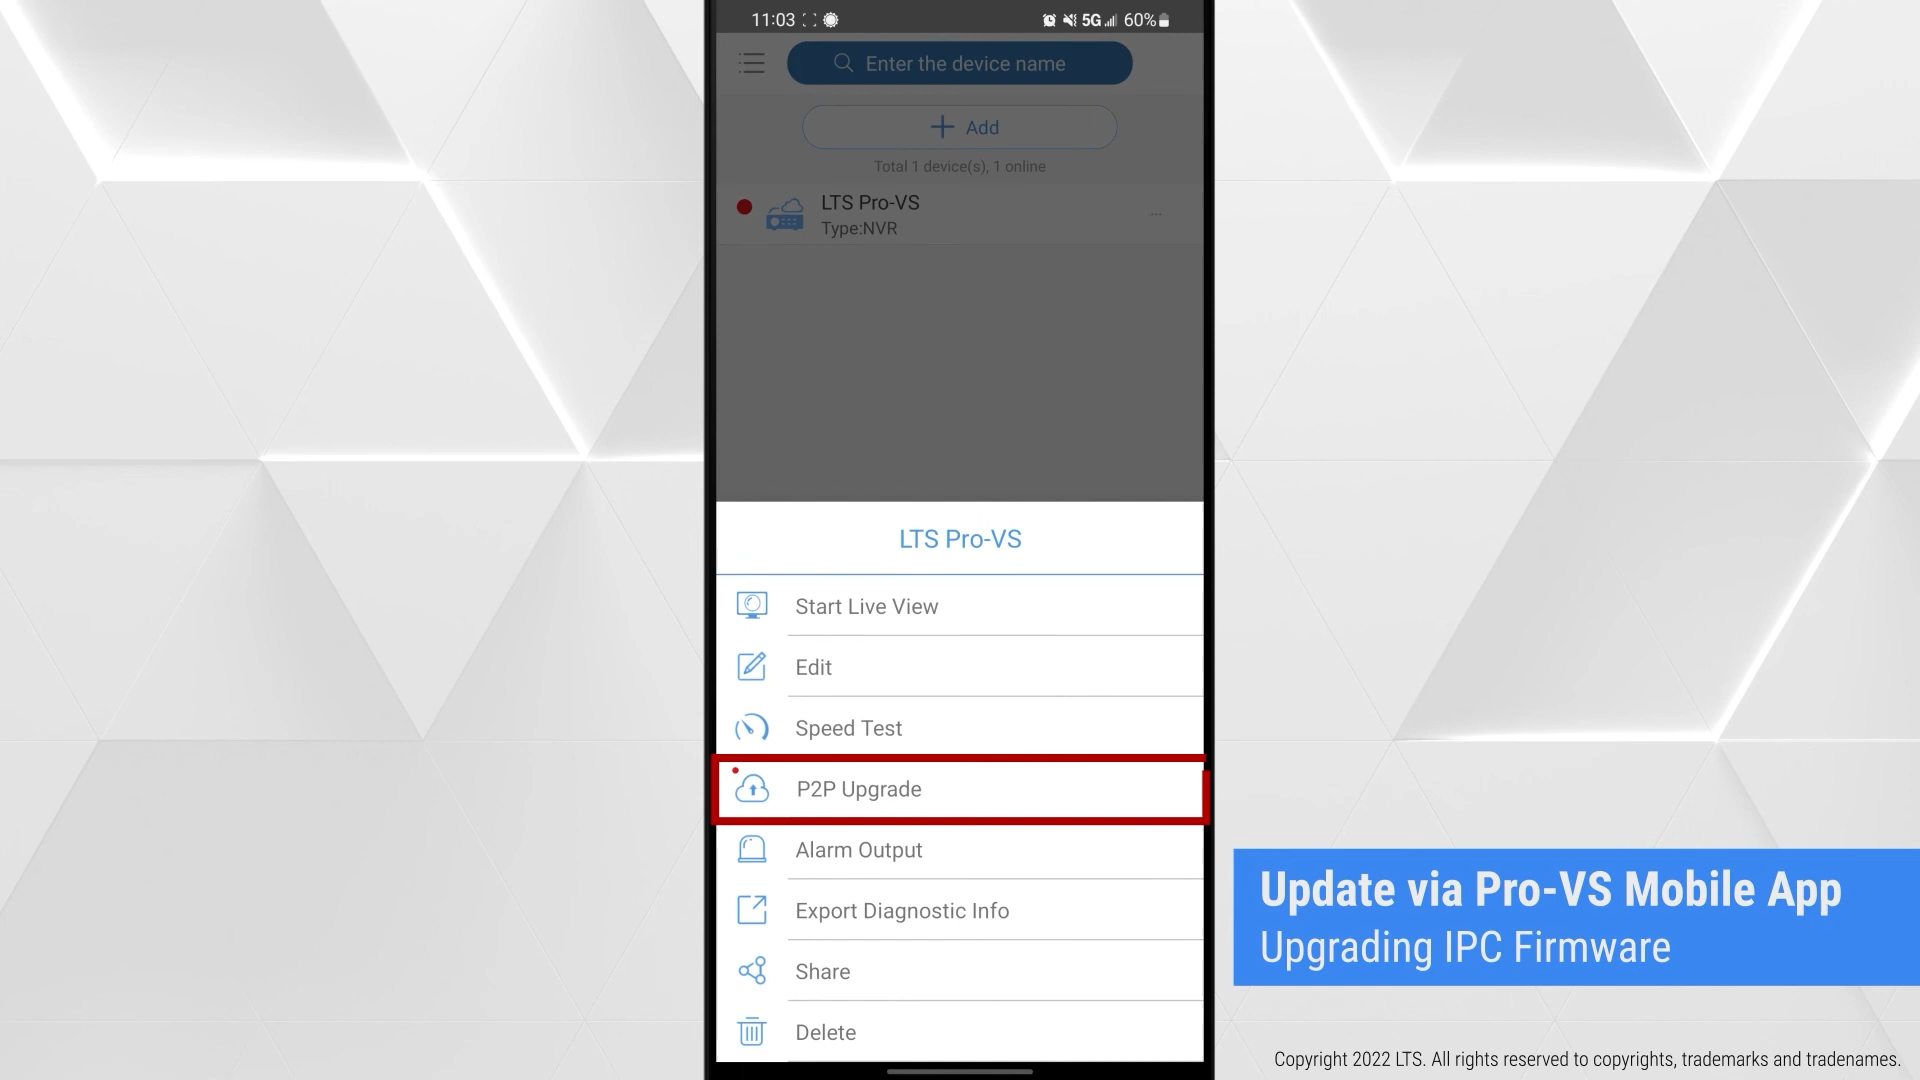 11:03
5G
60%
Enter the device name
Add
Total 1 device(s), 1 online
LTS Pro-VS
Type:NVR
...
LTS Pro-VS
Start Live View
Edit
Speed Test
P2P Upgrade
Alarm Output
Export Diagnostic Info
Share
Delete
Update via Pro-VS Mobile App
Upgrading IPC Firmware
Copyright 2022 LTS. All rights reserved to copyrights, trademarks and tradenames.